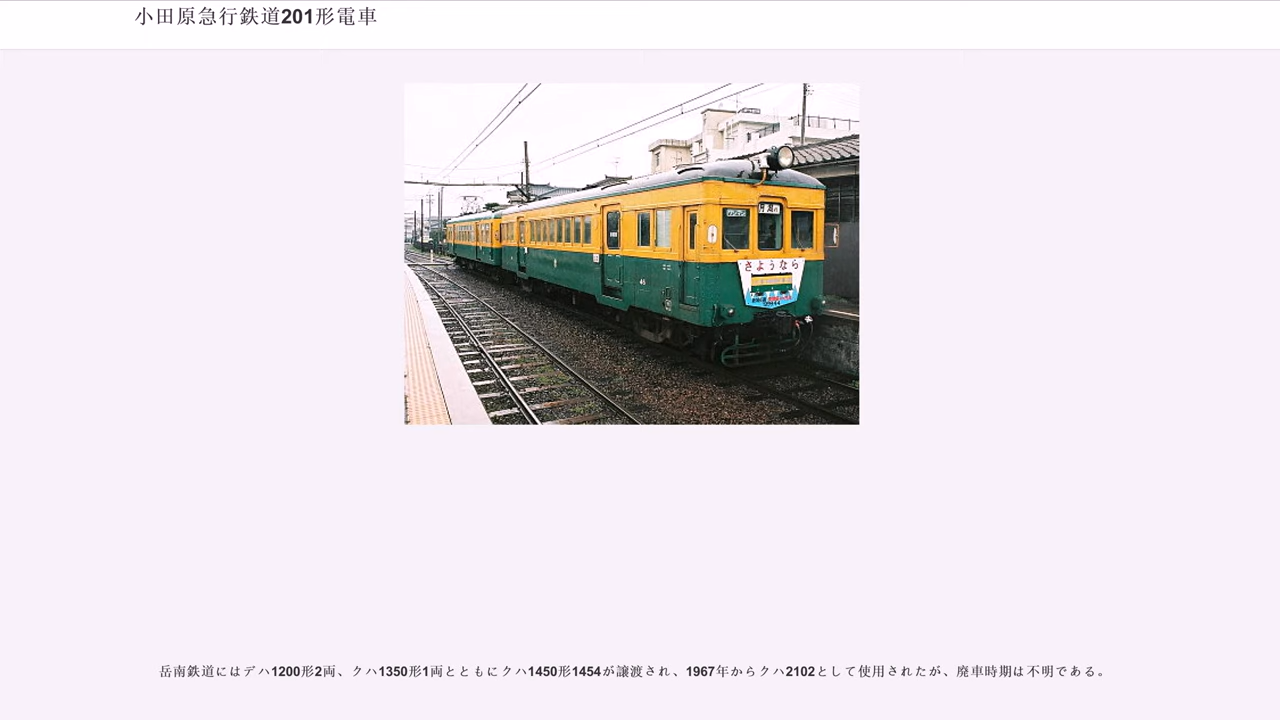 小田原急行鉄道201形電車
さようなら
46
岳南鉄道にはデハ1200形2両、クハ1350形1両とともにクハ1450形1454が譲渡され、1967年からクハ2102として使用されたが、廃車時期は不明である。